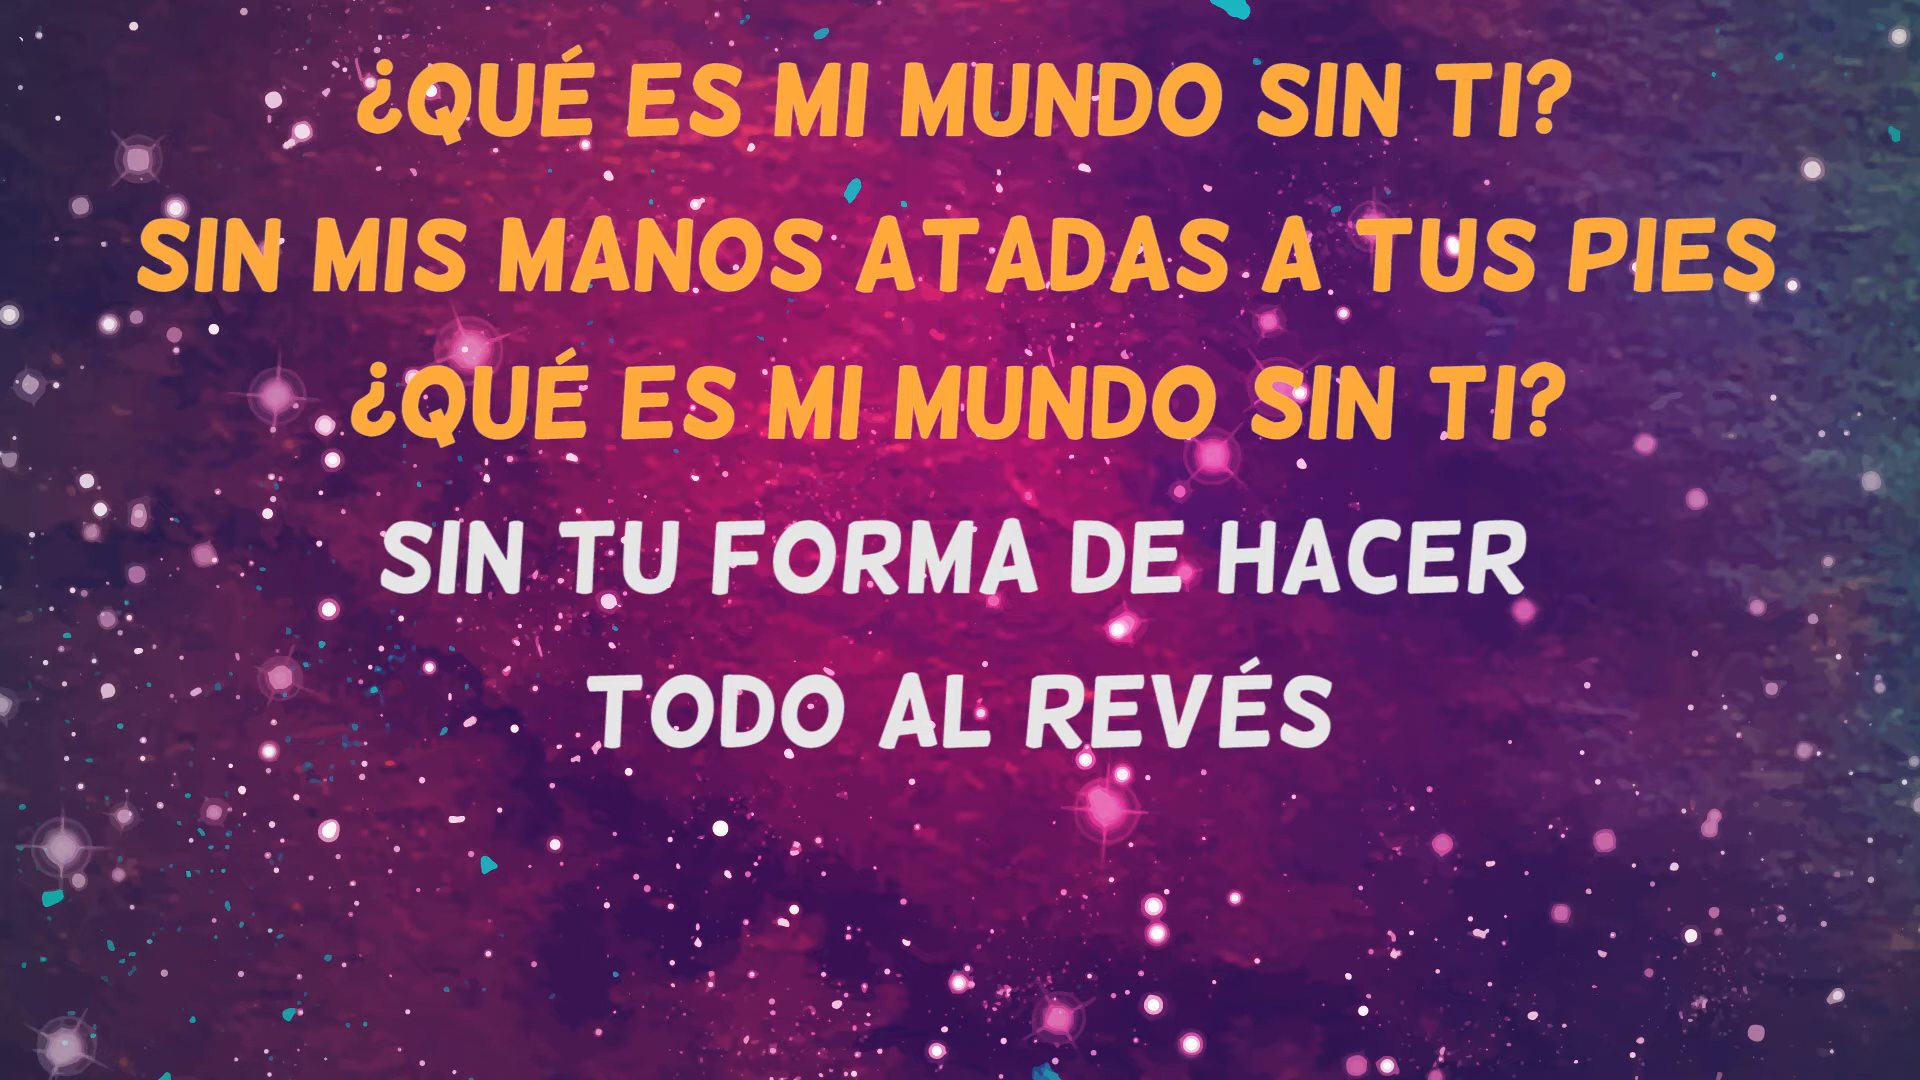 ¿QUÉ ES MI MUNDO SIN TI?
SIN MIS MANOS ATADAS A TUS PIES
¿QUÉ ES MI MUNDO SIN TI?
SIN TU FORMA DE HACER
TODO AL REVÉS